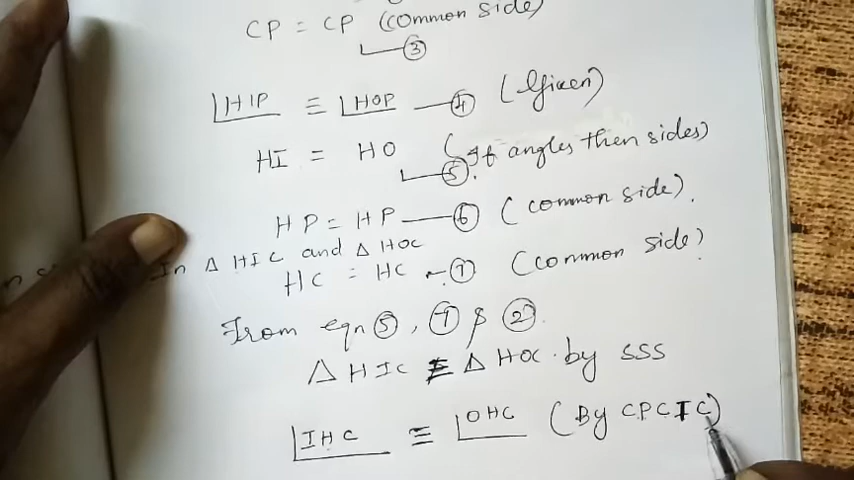 CP = CP (common side)
③
∠HIP ≡ ∠HOP — ④ (Given)
HI = HO (If angles then sides)
⑤.
HP = HP — ⑥ (common side).
In Δ HIC and Δ HOC
HC = HC — ⑦ (common side)
From eqn ⑤, ⑦ & ②.
Δ HIC ≡ Δ HOC. by SSS
∠IHC ≡ ∠OHC (By CPCTC)